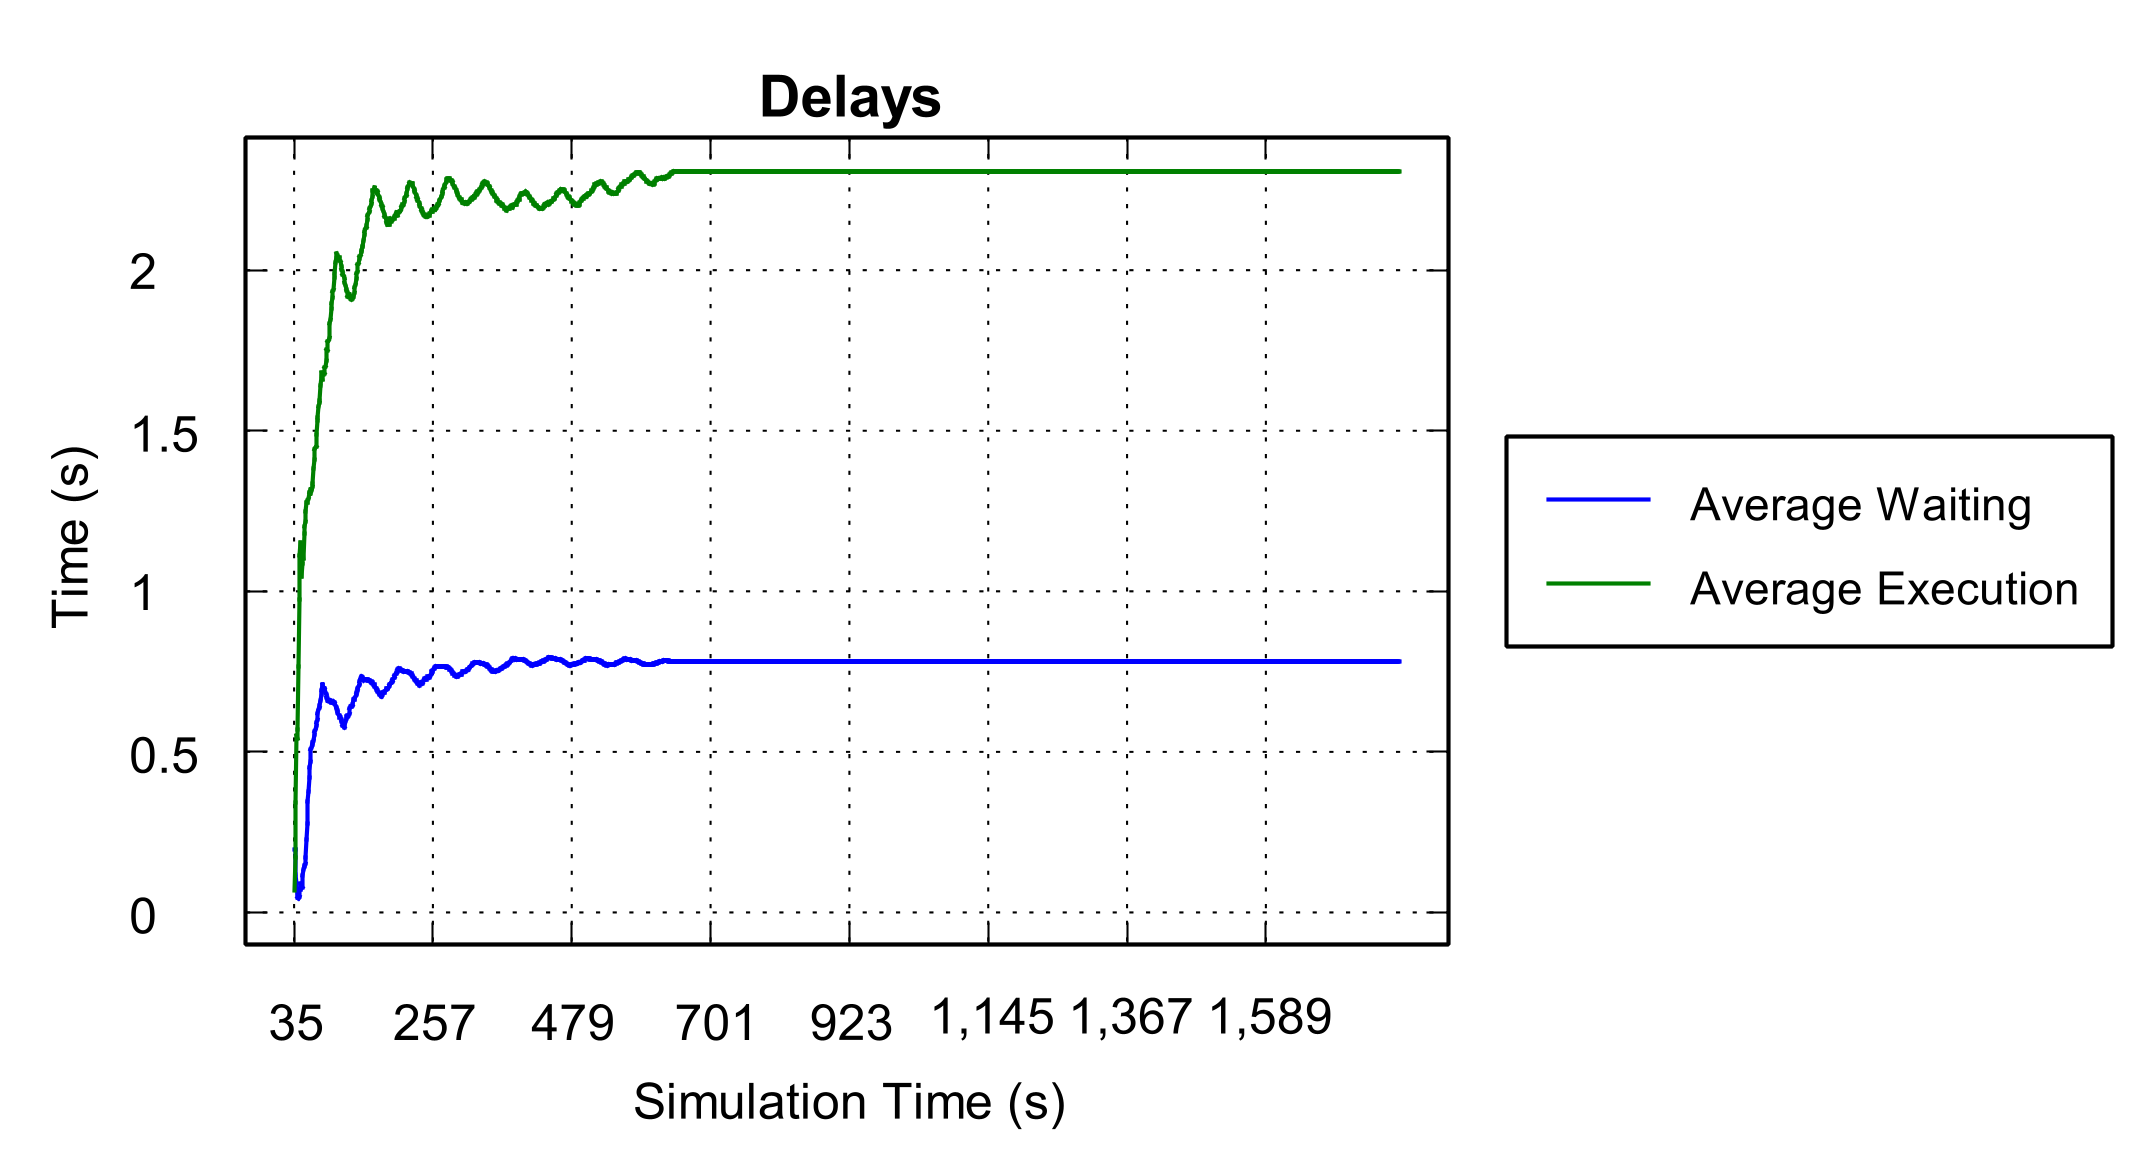 Delays
Time (s)
2
1.5
1
0.5
0
35 257 479 701 923 1,145 1,367 1,589
Simulation Time (s)
Average Waiting
Average Execution